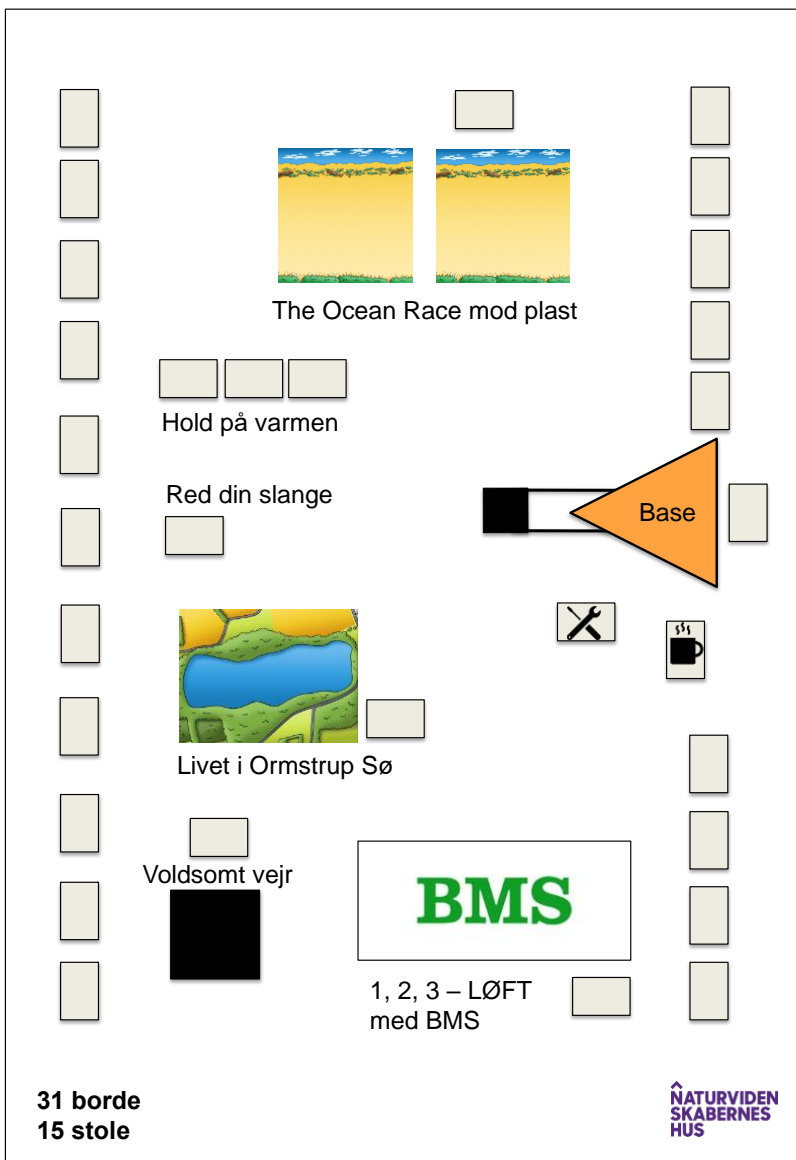 The Ocean Race mod plast
Hold på varmen
Red din slange
Base
Livet i Ormstrup Sø
Voldsomt vejr
BMS
1, 2, 3 – LØFT
med BMS
31 borde
15 stole
NATURVIDEN
SKABERNES
HUS